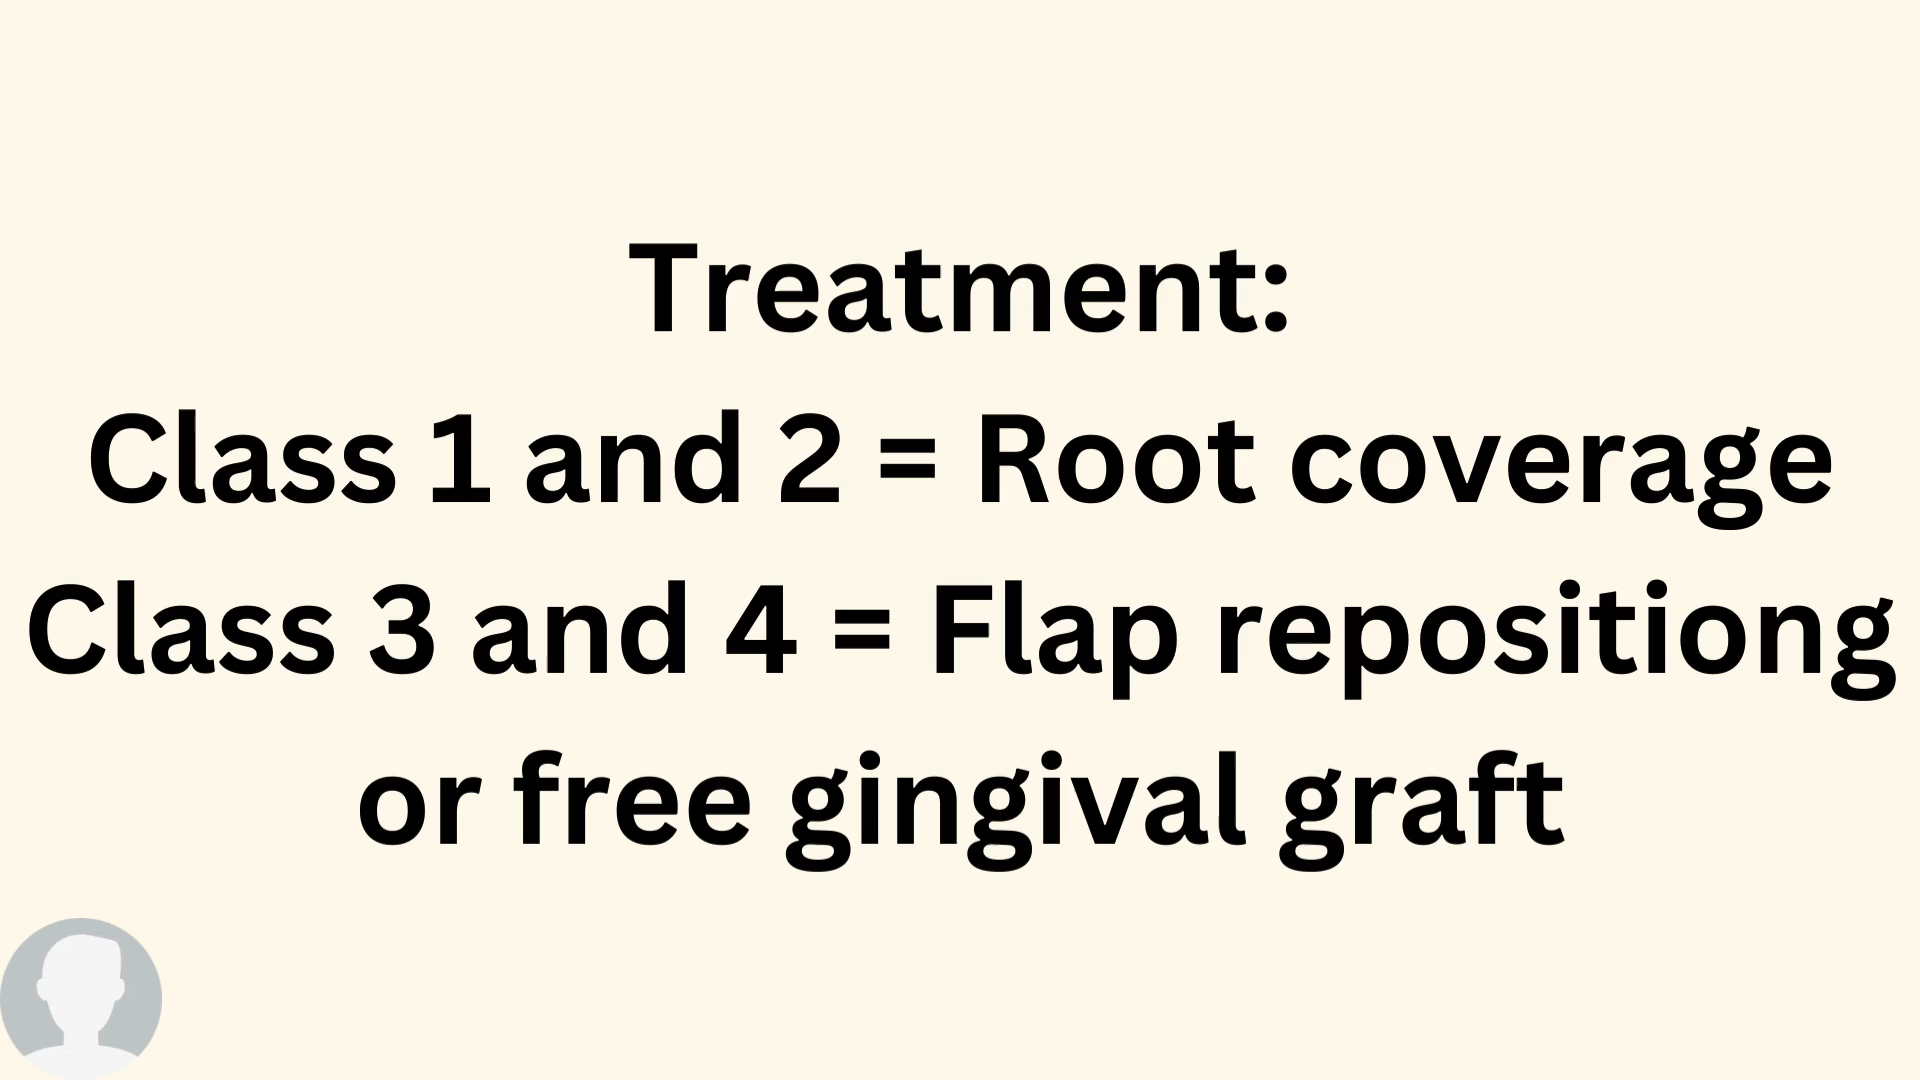 Treatment:
Class 1 and 2 = Root coverage
Class 3 and 4 = Flap repositiong
or free gingival graft